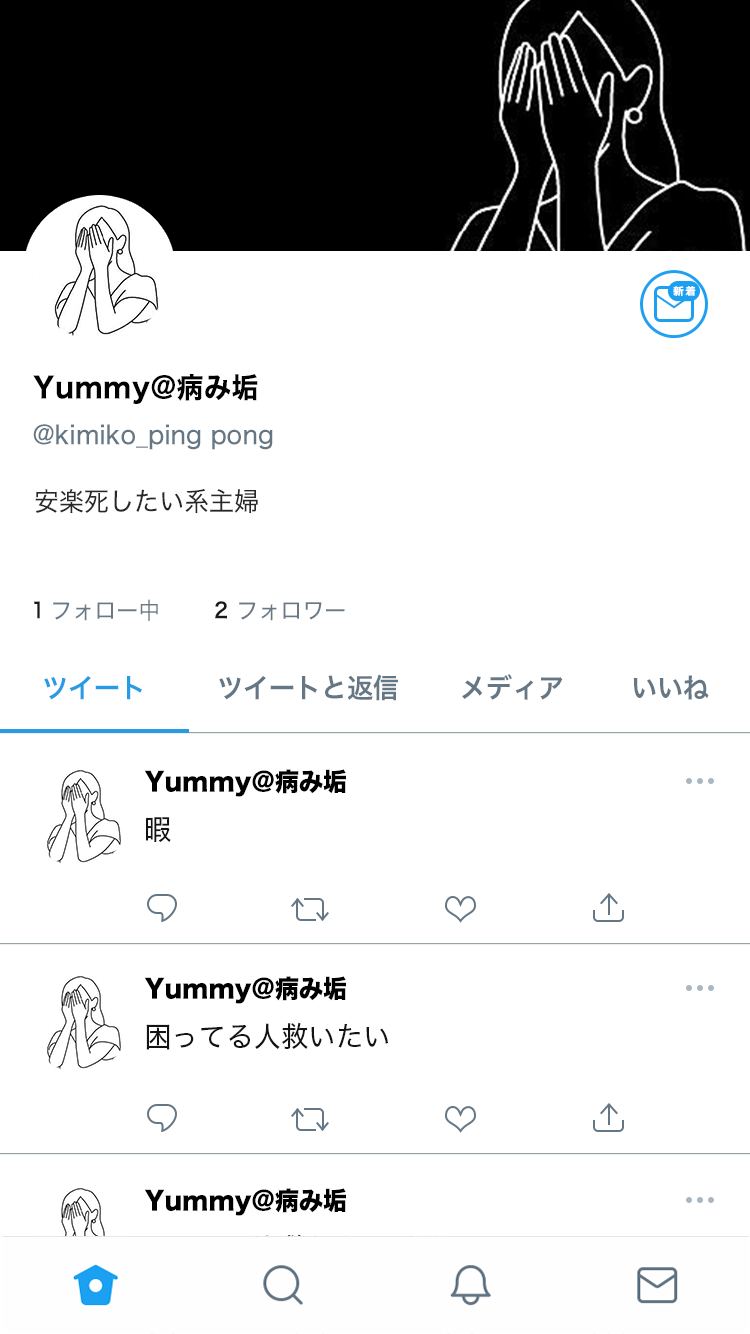 新着
Yummy@病み垢
@kimiko_ping pong
安楽死したい系主婦
1 フォロー中 2 フォロワー
ツイート ツイートと返信 メディア いいね
Yummy@病み垢
暇
Yummy@病み垢
困ってる人救いたい
Yummy@病み垢